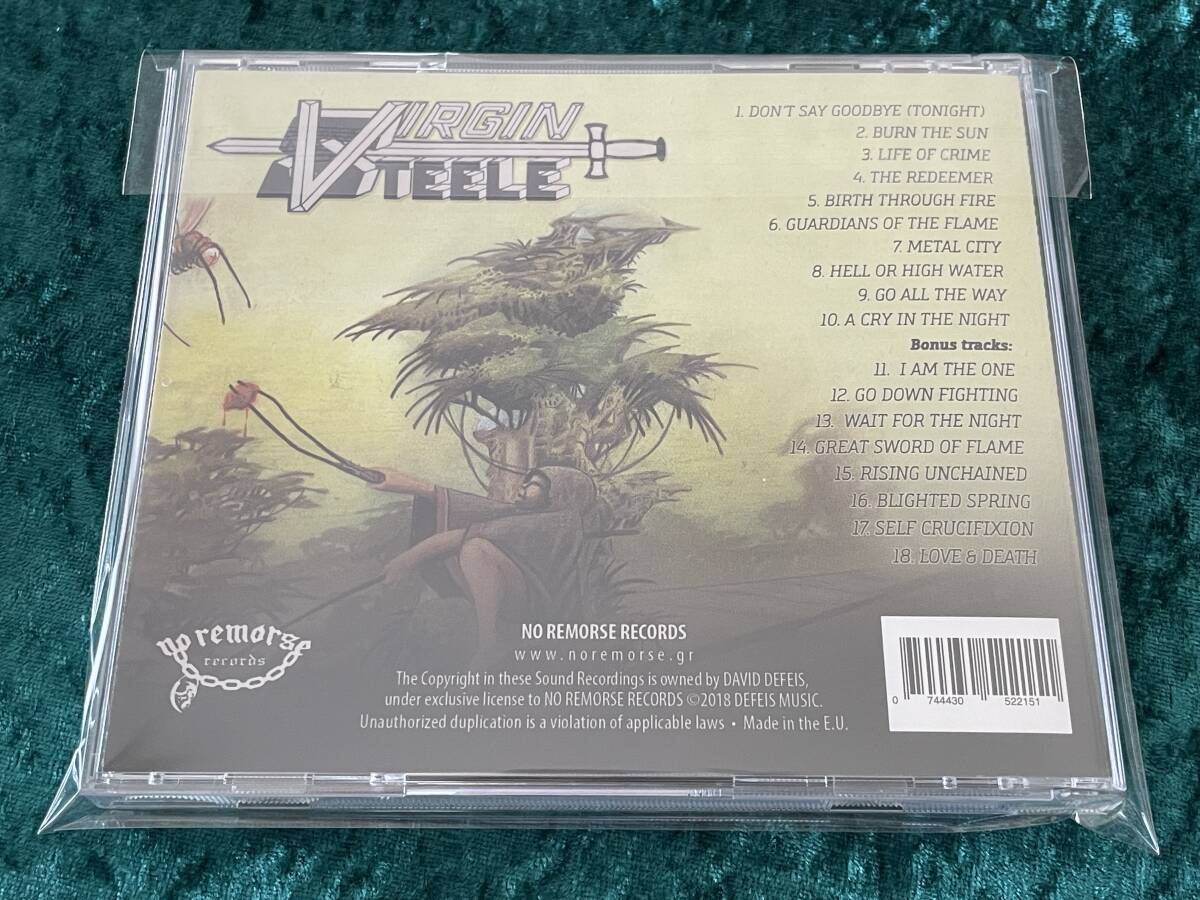 VIRGIN
STEELE
1. DON'T SAY GOODBYE (TONIGHT)
2. BURN THE SUN
3. LIFE OF CRIME
4. THE REDEEMER
5. BIRTH THROUGH FIRE
6. GUARDIANS OF THE FLAME
7. METAL CITY
8. HELL OR HIGH WATER
9. GO ALL THE WAY
10. A CRY IN THE NIGHT
Bonus tracks:
11. I AM THE ONE
12. GO DOWN FIGHTING
13. WAIT FOR THE NIGHT
14. GREAT SWORD OF FLAME
15. RISING UNCHAINED
16. BLIGHTED SPRING
17. SELF CRUCIFIXION
18. LOVE & DEATH
no remorse
records
NO REMORSE RECORDS
www.noremorse.gr
The Copyright in these Sound Recordings is owned by DAVID DEFEIS,
under exclusive license to NO REMORSE RECORDS ©2018 DEFEIS MUSIC.
Unauthorized duplication is a violation of applicable laws • Made in the E.U.
0 744430 522151